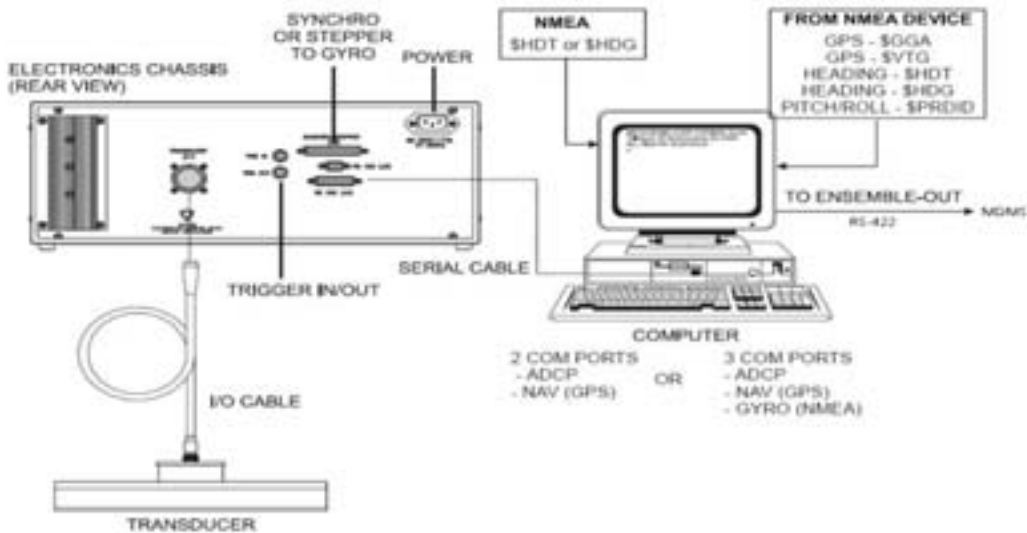 SYNCHRO
OR STEPPER
TO GYRO
POWER
ELECTRONICS CHASSIS
(REAR VIEW)
NMEA
$HDT or $HDG
FROM NMEA DEVICE
GPS - $GGA
GPS - $VTG
HEADING - $HDT
HEADING - $HDG
PITCH/ROLL - $PRDID
TO ENSEMBLE-OUT
RS-422
SERIAL CABLE
TRIGGER IN/OUT
COMPUTER
2 COM PORTS
- ADCP
- NAV (GPS)
OR
3 COM PORTS
- ADCP
- NAV (GPS)
- GYRO (NMEA)
I/O CABLE
TRANSDUCER